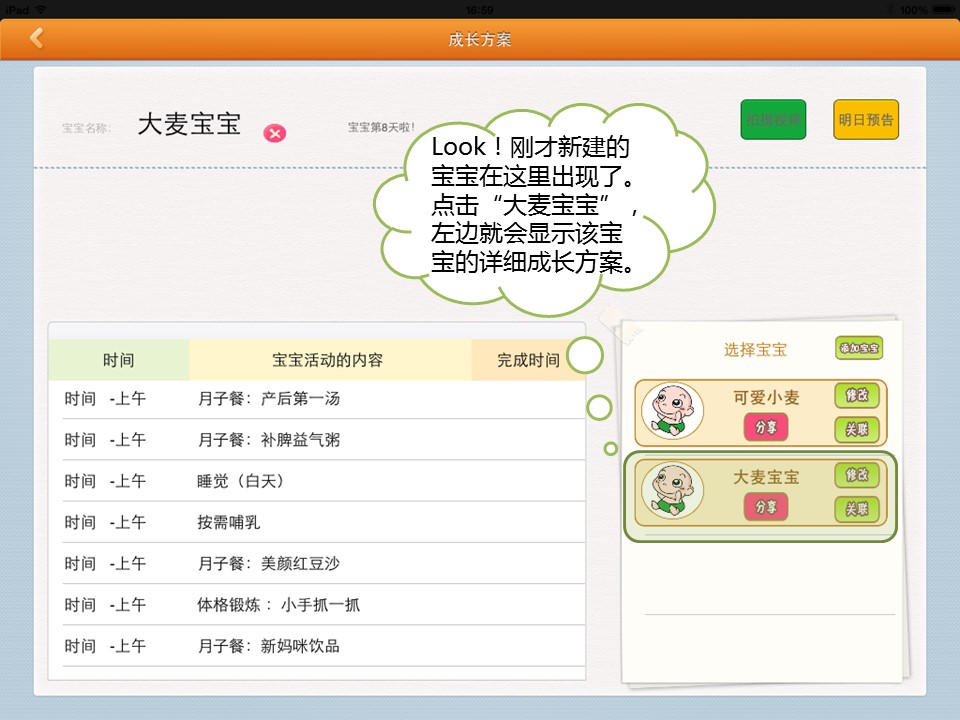 iPad 16:59 100%
成长方案
宝宝名称: 大麦宝宝 宝宝第8天啦! 拍摄视频 明日预告
Look！刚才新建的
宝宝在这里出现了。
点击“大麦宝宝”，
左边就会显示该宝
宝的详细成长方案。
时间 宝宝活动的内容 完成时间
时间 -上午 月子餐：产后第一汤
时间 -上午 月子餐：补脾益气粥
时间 -上午 睡觉（白天）
时间 -上午 按需哺乳
时间 -上午 月子餐：美颜红豆沙
时间 -上午 体格锻炼 ：小手抓一抓
时间 -上午 月子餐：新妈咪饮品
选择宝宝 添加宝宝
可爱小麦 修改
分享 关联
大麦宝宝 修改
分享 关联